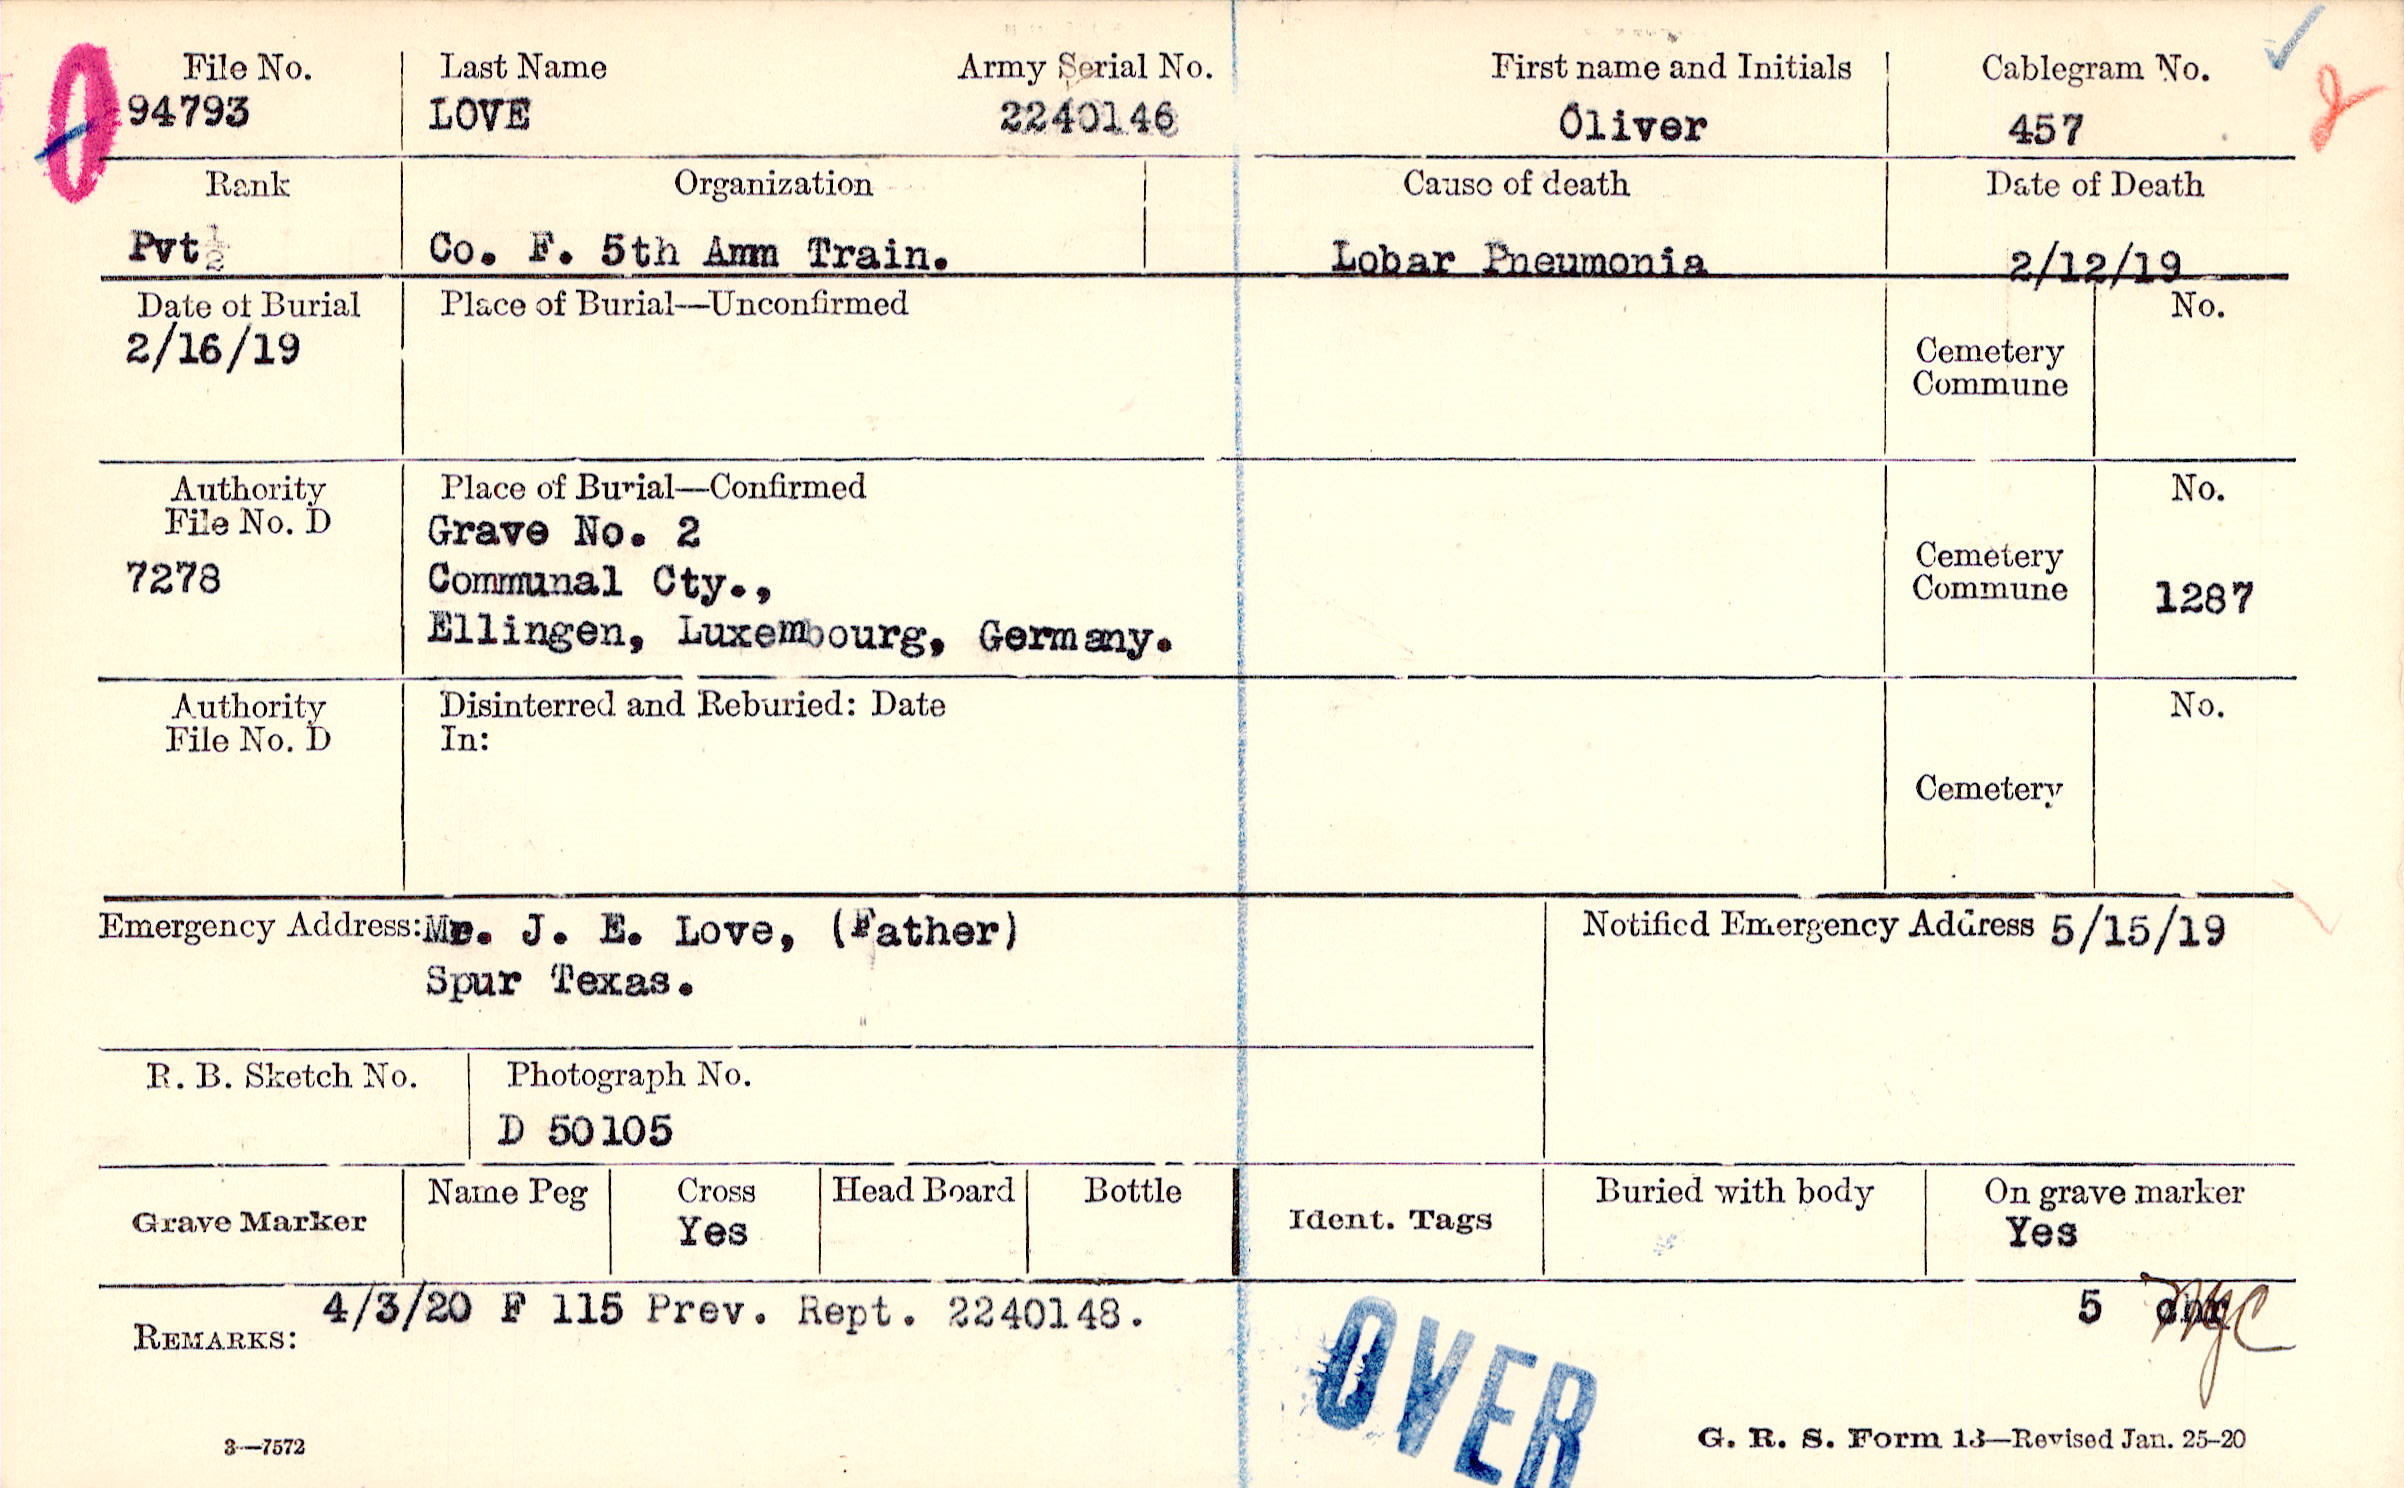 File No. Last Name Army Serial No. First name and Initials Cablegram No.
94793 LOVE 2240146 Oliver 457
Rank Organization Cause of death Date of Death
Pvt Co. F. 5th Amm Train. Lobar Pneumonia 2/12/19
Date of Burial Place of Burial—Unconfirmed No.
2/16/19
Cemetery
Commune
Authority Place of Burial—Confirmed No.
File No. D Grave No. 2
7278 Communal Cty., Cemetery
Commune 1287
Ellingen, Luxembourg, Germany.
Authority Disinterred and Reburied: Date No.
File No. D In:
Cemetery
Emergency Address: Mr. J. E. Love, (Father) Notified Emergency Address 5/15/19
Spur Texas.
R. B. Sketch No. Photograph No.
D 50105
Grave Marker Name Peg Cross Head Board Bottle Ident. Tags Buried with body On grave marker
Yes Yes
4/3/20 F 115 Prev. Rept. 2240148. 5
REMARKS:
OVER
3—7572 G. R. S. Form 13—Revised Jan. 25-20